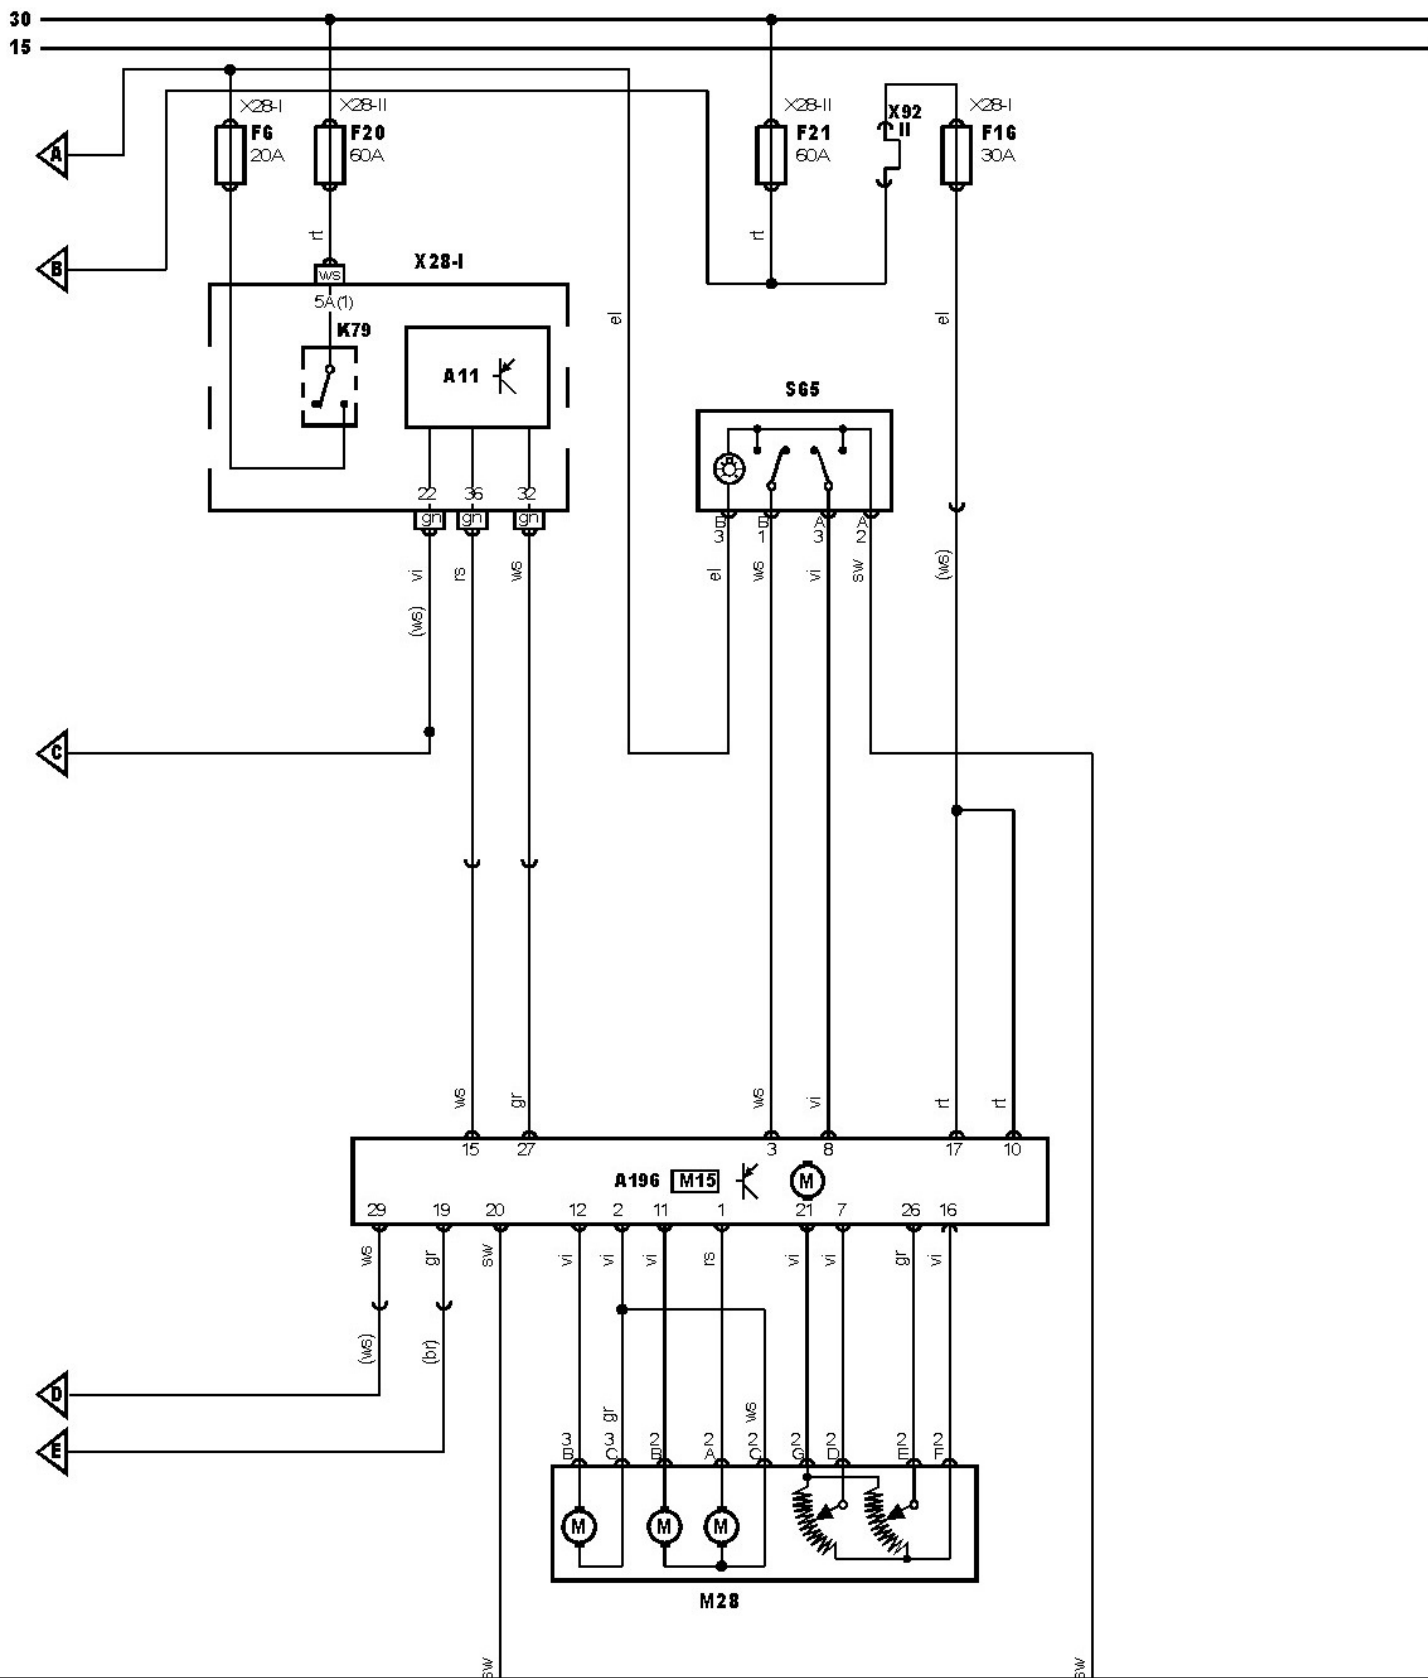 30
15
X28-I
F6
20A
X28-II
F20
60A
X28-II
F21
60A
X92
II
X28-I
F16
30A
A
B
rt
rt
ws
5A(1)
X28-I
K79
A11
el
el
S65
22
36
32
gn
gn
gn
B
3
B
1
A
3
A
2
vi
rs
ws
el
ws
vi
sw
(ws)
(ws)
C
ws
gr
ws
vi
rt
rt
15
27
3
8
17
10
A196
M15
M
29
19
20
12
2
11
1
21
7
26
16
ws
gr
sw
vi
vi
vi
rs
vi
vi
gr
vi
(ws)
(br)
D
E
gr
ws
3
B
3
C
2
B
2
A
2
C
2
G
2
D
2
E
2
F
M
M
M
M28
sw
sw